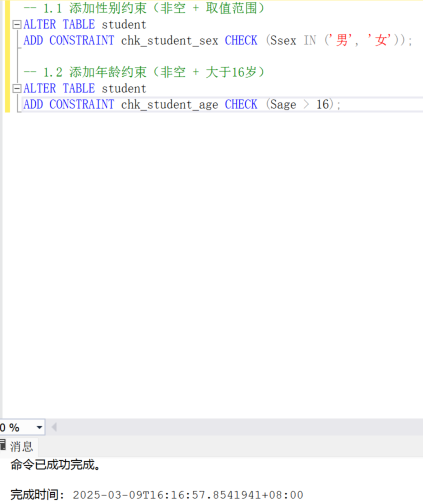 -- 1.1 添加性别约束（非空 + 取值范围）
ALTER TABLE student
ADD CONSTRAINT chk_student_sex CHECK (Ssex IN ('男', '女'));
-- 1.2 添加年龄约束（非空 + 大于16岁）
ALTER TABLE student
ADD CONSTRAINT chk_student_age CHECK (Sage > 16);
0 %
消息
命令已成功完成。
完成时间: 2025-03-09T16:16:57.8541941+08:00